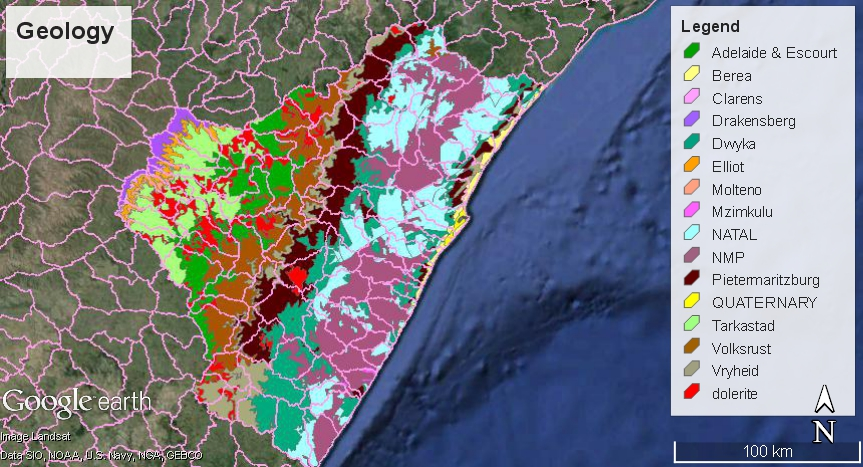 Geology
Legend
Adelaide & Escourt
Berea
Clarens
Drakensberg
Dwyka
Elliot
Molteno
Mzimkulu
NATAL
NMP
Pietermaritzburg
QUATERNARY
Tarkastad
Volksrust
Vryheid
dolerite
Google earth
Image Landsat
Data SIO, NOAA, U.S. Navy, NGA, GEBCO
N
100 km